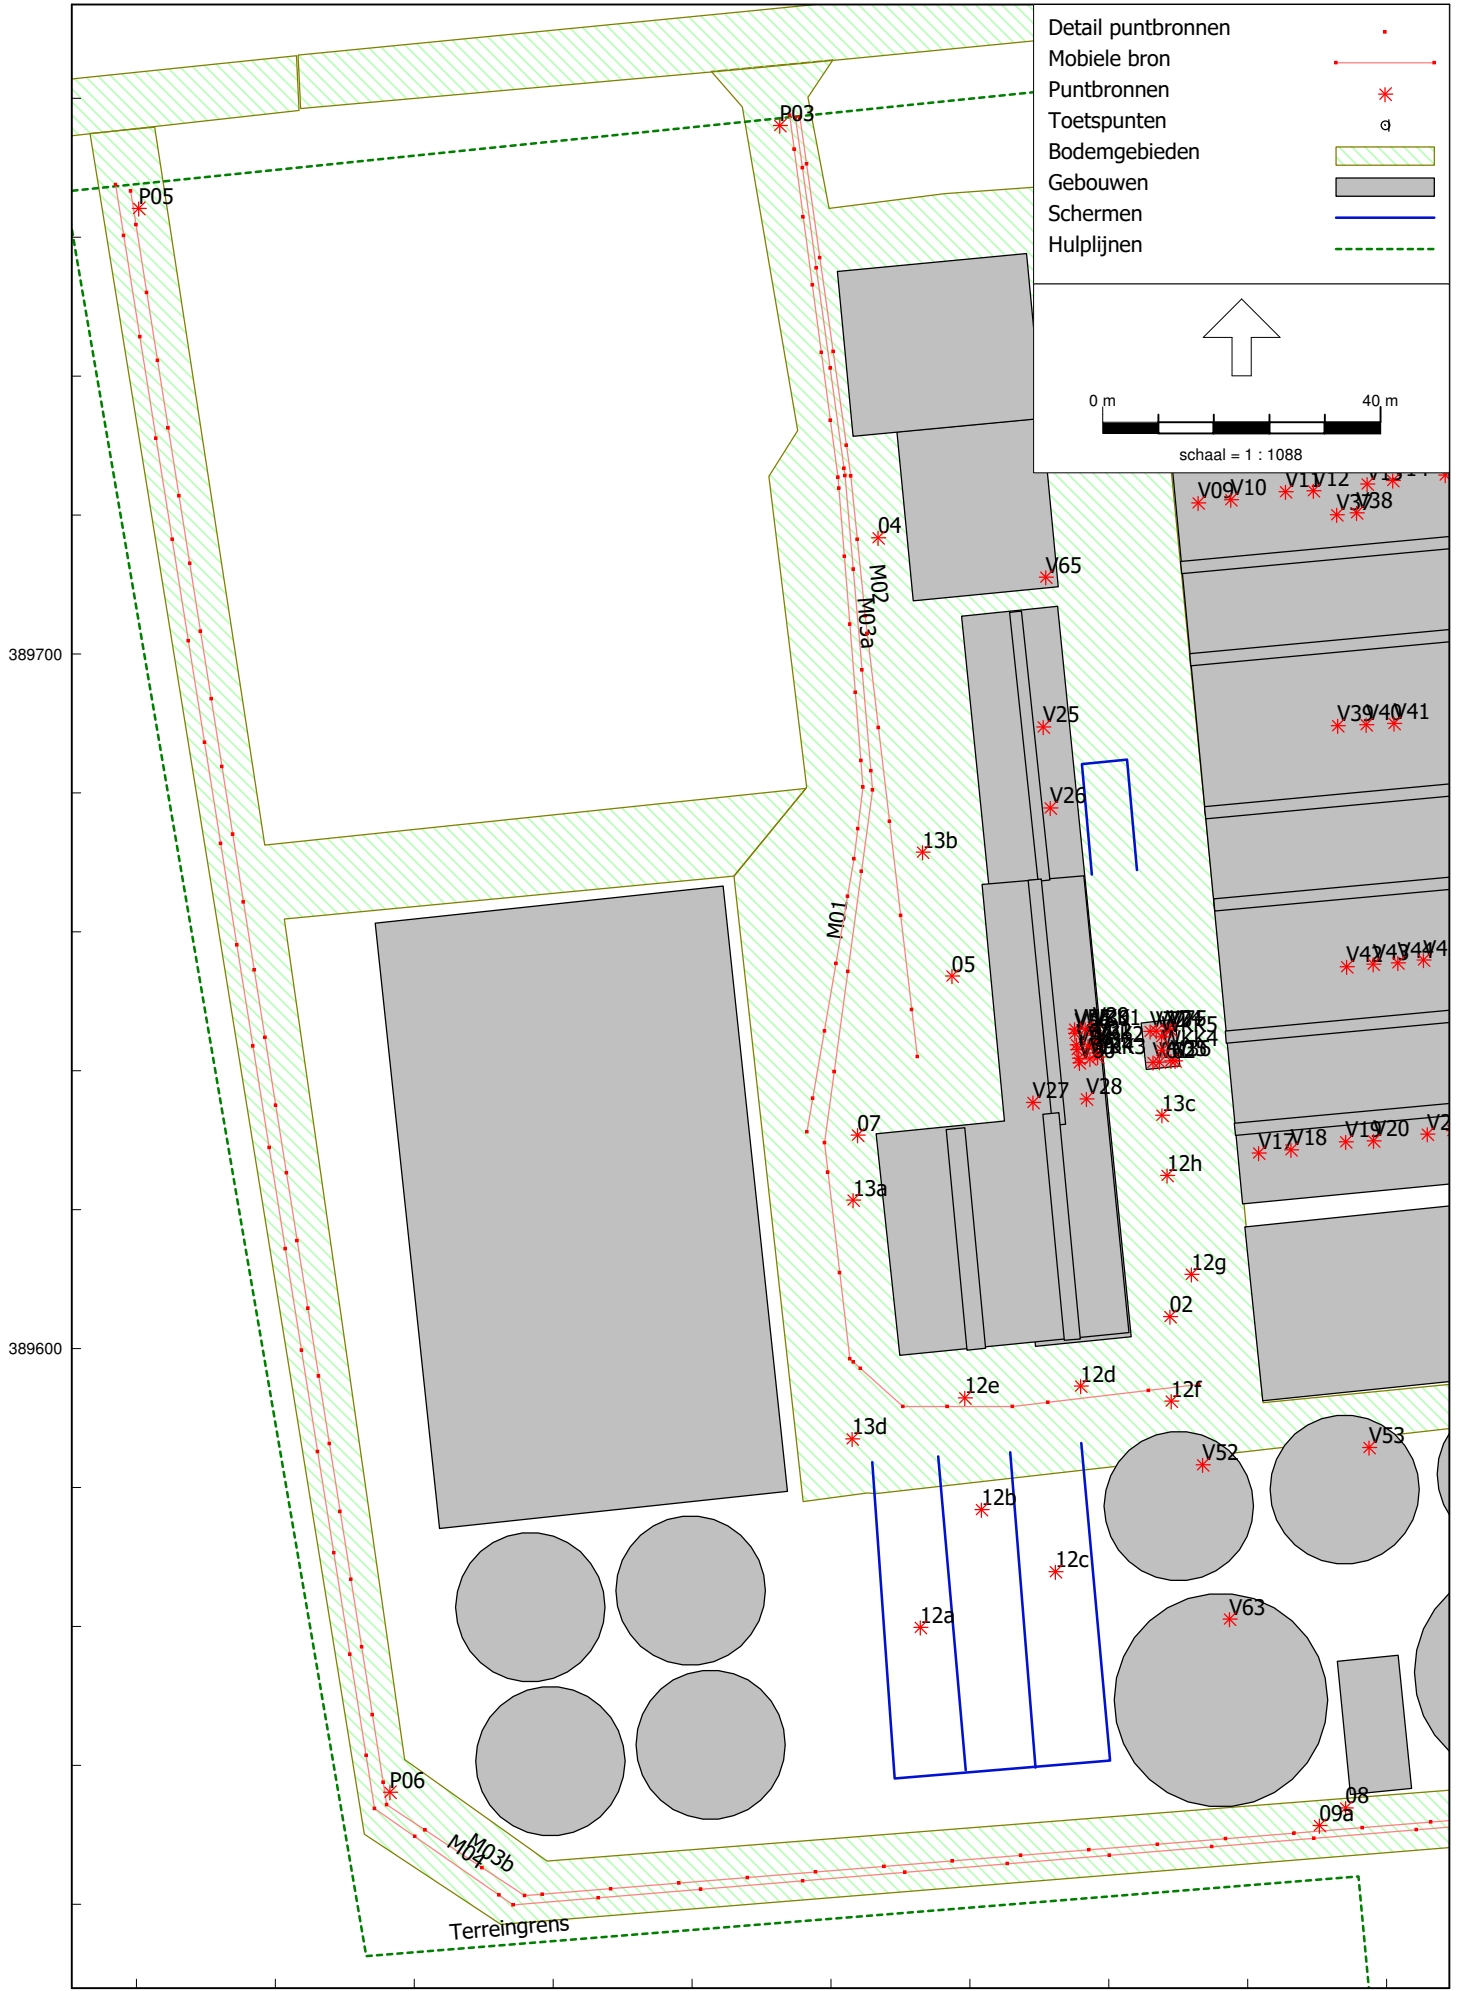 Detail puntbronnen
Mobiele bron
Puntbronnen
Toetspunten
Bodemgebieden
Gebouwen
Schermen
Hulplijnen
0 m 40 m
schaal = 1 : 1088
P03
P05
V09 V10 V11 V12
V37 V38
04
M02
V65
M03a
389700
V25
V39 V40 V41
V26
13b
M01
V42 V43 V44
05
V27 V28
13c
07
V17 V18 V19 V20
12h
13a
12g
02
389600
12d
12e
12f
13d
V53
V52
12b
12c
12a
V63
P06
08
09a
M03b
M04
Terreingrens